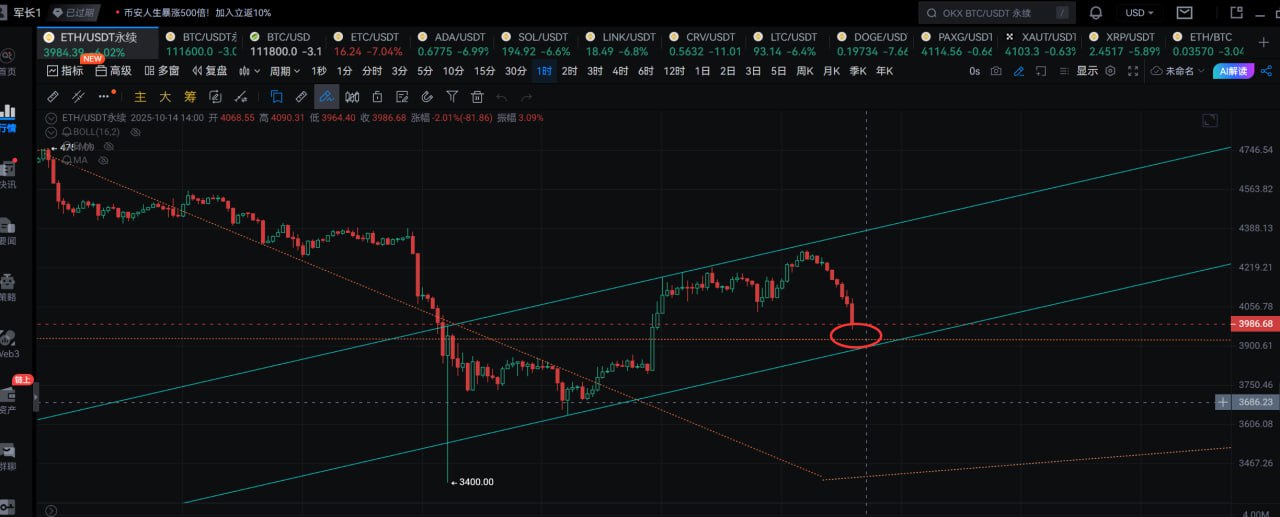 军长1 已过期 币安人生暴涨500倍！加入立返10% OKX BTC/USDT 永续 / USD
ETH/USDT永续 BTC/USDT永 BTC/USD ETC/USDT ADA/USDT SOL/USDT LINK/USDT CRV/USDT LTC/USDT DOGE/USDT PAXG/USDT XAUT/USDT XRP/USDT ETH/BTC
3984.39 -4.02% 111600.0 -3.0 111800.0 -3.1 16.24 -7.04% 0.6775 -6.99% 194.92 -6.6% 18.49 -6.8% 0.5632 -11.01 93.14 -6.4% 0.19734 -7.66 4114.56 -0.66 4103.3 -0.63% 2.4517 -5.89% 0.03570 -3.04
NEW
首页
指标 高级 多窗 复盘 周期 1秒 1分 分时 3分 5分 10分 15分 30分 1时 2时 3时 4时 6时 12时 1日 2日 3日 5日 周K 月K 季K 年K 0s 显示 未命名 AI解读
主 大 筹
行情
ETH/USDT永续 2025-10-14 14:00 开 4068.55 高 4090.31 低 3964.40 收 3986.68 涨幅 -2.01%(-81.86) 振幅 3.09%
BOLL(16,2)
MA
快讯
要闻
策略
Web3
链上
资产
群聊
4746.54
4563.82
4388.13
4219.21
4056.78
3986.68
3900.61
3750.46
3686.23
3606.08
3467.26
3400.00
4.00M